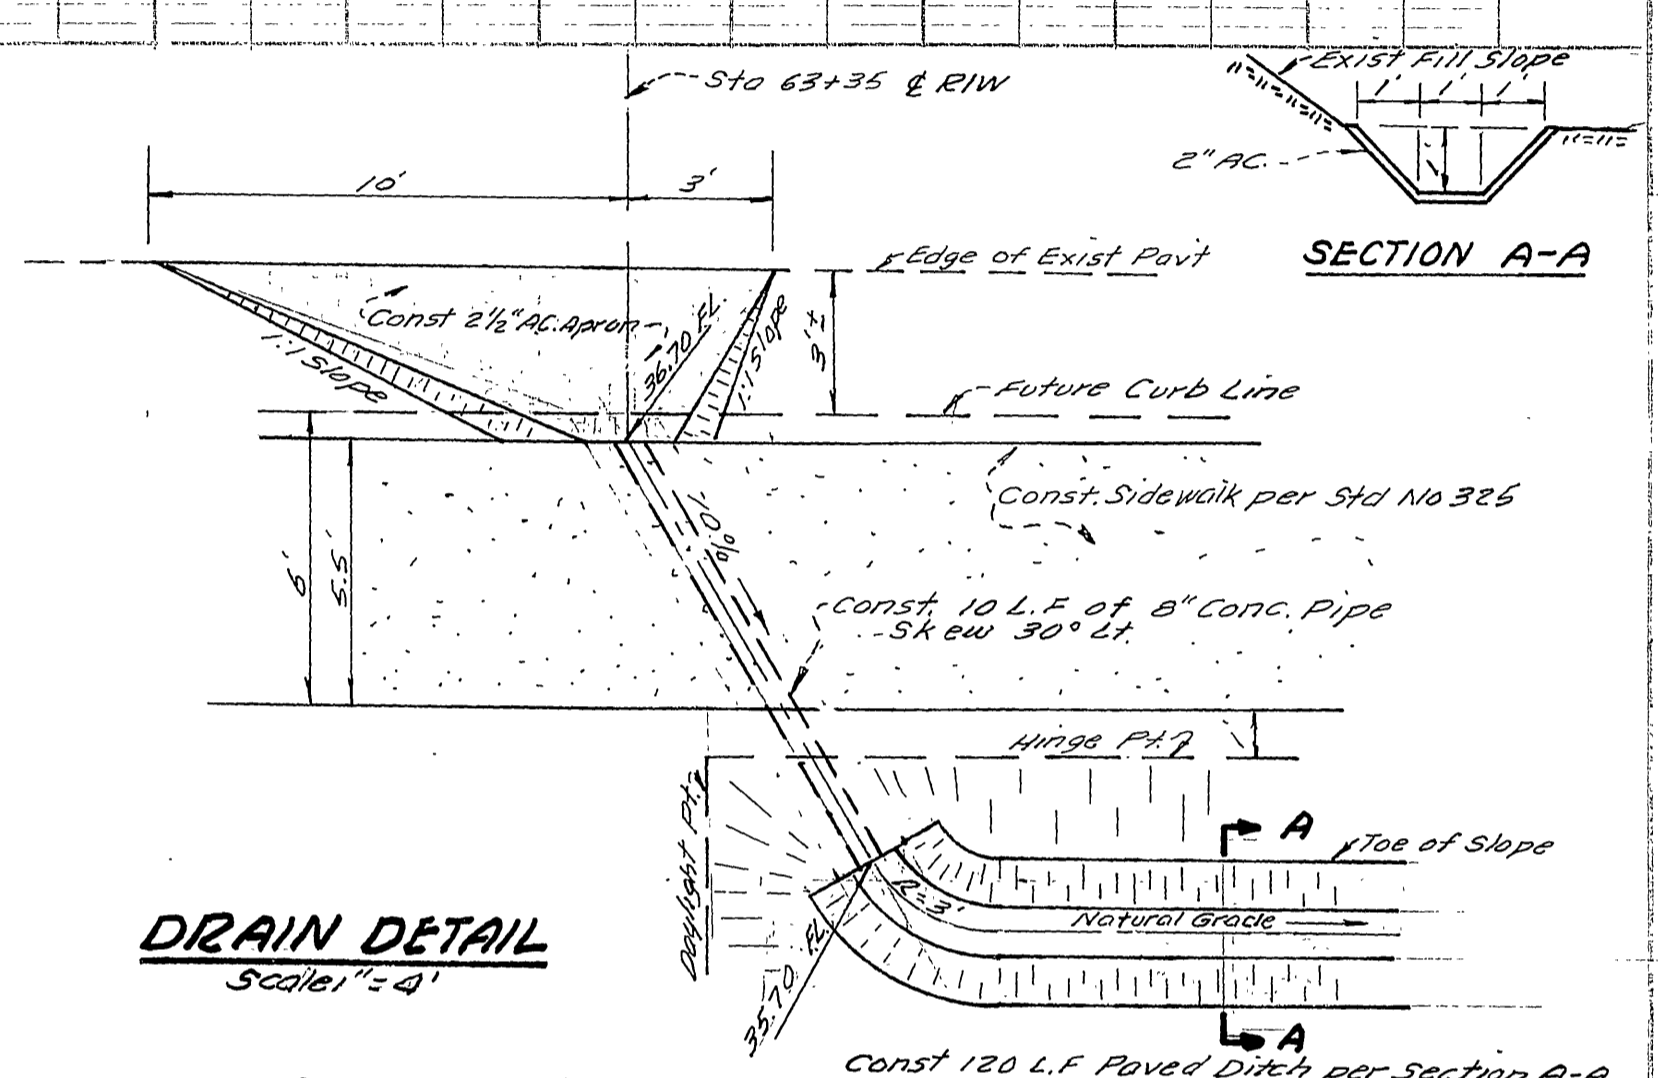 Sta 63+35 ₵ R/W
Exist Fill Slope
1' 1' 1'
2" AC.
1'
SECTION A-A
10'
3'
Edge of Exist Pavt
Const 2½" AC. Apron
36.70 FL.
1:1 Slope
1:1 Slope
3'±
Future Curb Line
Const. Sidewalk per Std No 325
6'
5.5'
10%
Const. 10 L.F of 8" Conc. Pipe
Skew 30° Lt.
Hinge Pt.
1'
Daylight Pt.
A
Toe of Slope
R=3'
Natural Grade
DRAIN DETAIL
Scale: 1"=4'
35.70 FL.
A
Const 120 L.F Paved Ditch per Section A-A